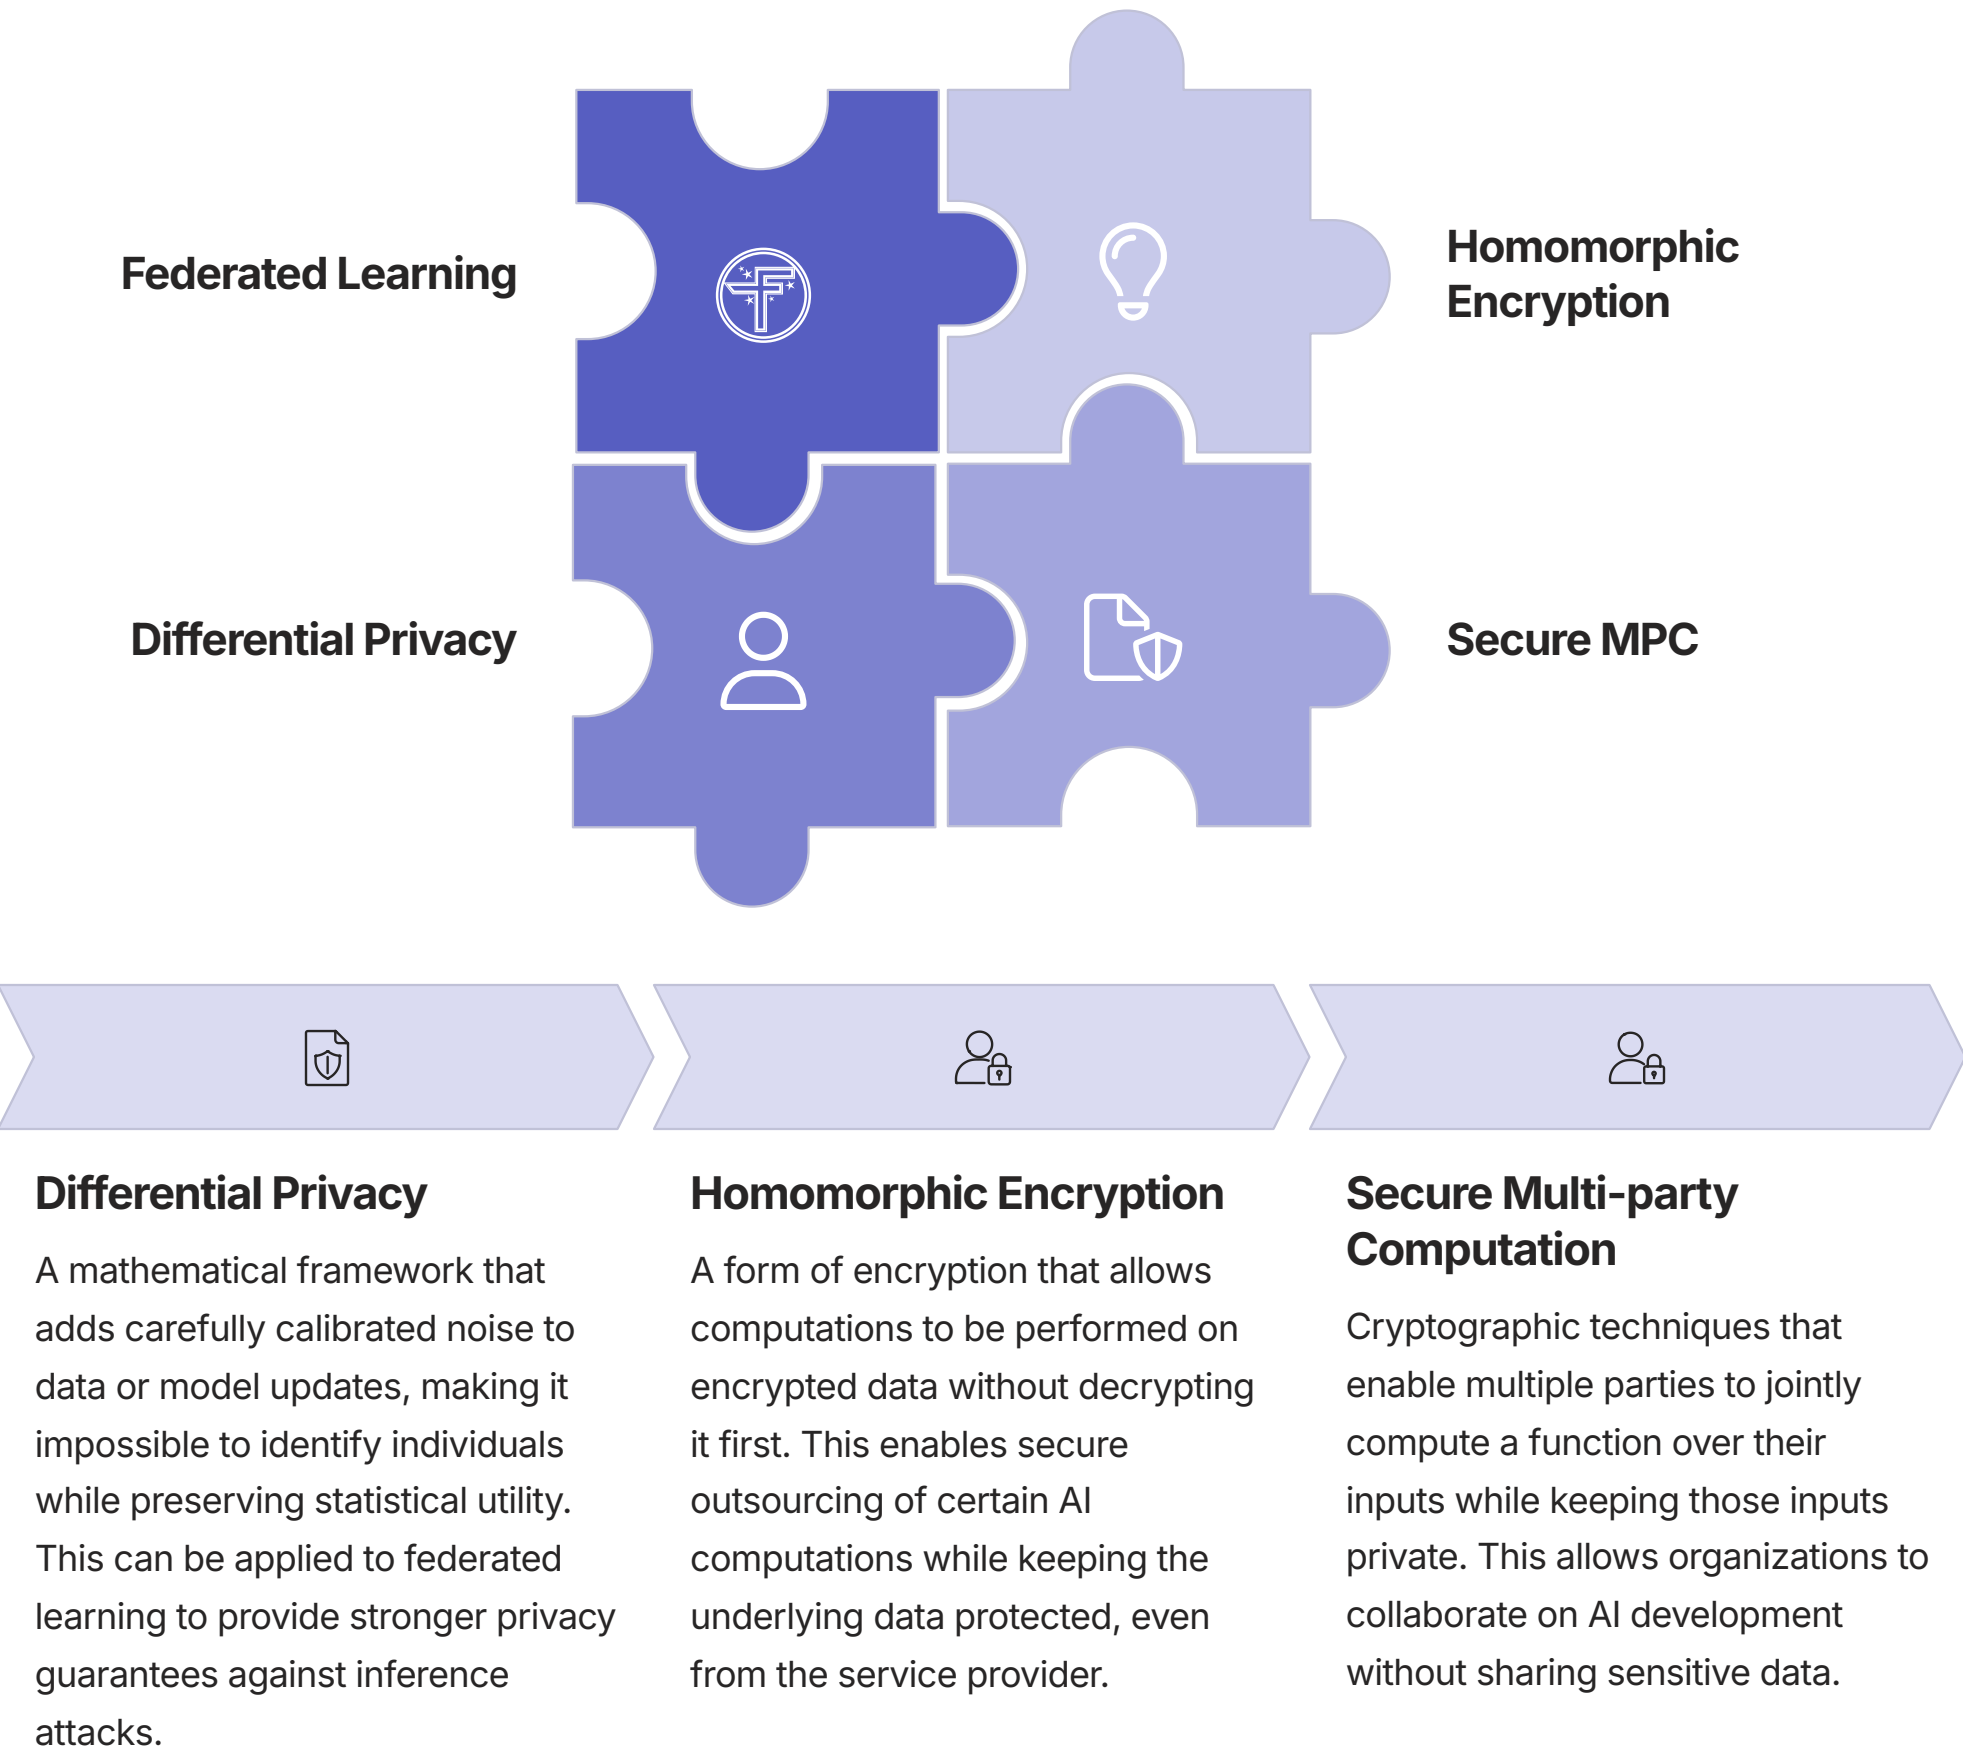 Federated Learning
Homomorphic
Encryption
Differential Privacy
Secure MPC
Differential Privacy
A mathematical framework that
adds carefully calibrated noise to
data or model updates, making it
impossible to identify individuals
while preserving statistical utility.
This can be applied to federated
learning to provide stronger privacy
guarantees against inference
attacks.
Homomorphic Encryption
A form of encryption that allows
computations to be performed on
encrypted data without decrypting
it first. This enables secure
outsourcing of certain AI
computations while keeping the
underlying data protected, even
from the service provider.
Secure Multi-party
Computation
Cryptographic techniques that
enable multiple parties to jointly
compute a function over their
inputs while keeping those inputs
private. This allows organizations to
collaborate on AI development
without sharing sensitive data.